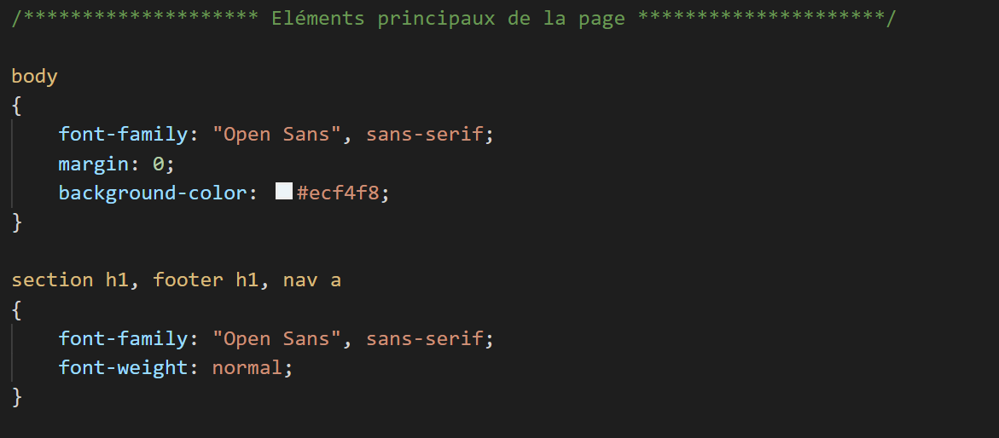 /******************** Eléments principaux de la page *********************/
body
{
font-family: "Open Sans", sans-serif;
margin: 0;
background-color: #ecf4f8;
}
section h1, footer h1, nav a
{
font-family: "Open Sans", sans-serif;
font-weight: normal;
}